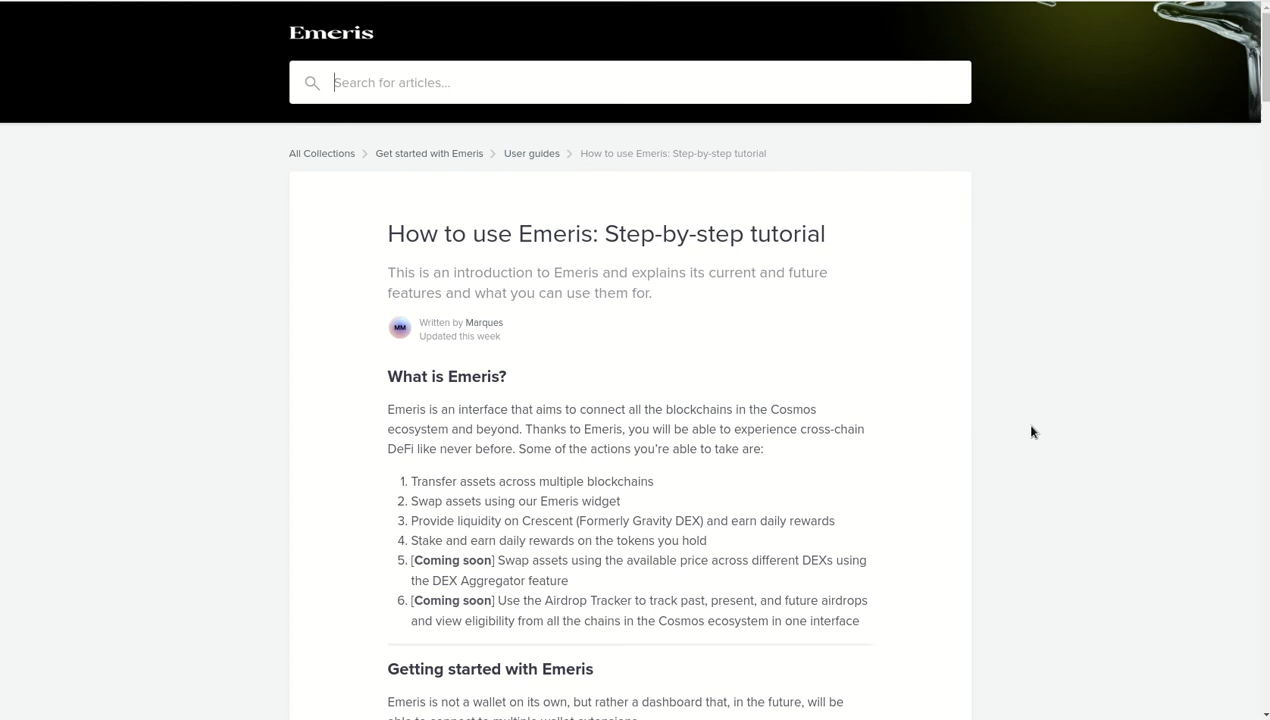 Emeris
Search for articles...
All Collections > Get started with Emeris > User guides > How to use Emeris: Step-by-step tutorial
How to use Emeris: Step-by-step tutorial
This is an introduction to Emeris and explains its current and future
features and what you can use them for.
MM
Written by Marques
Updated this week
What is Emeris?
Emeris is an interface that aims to connect all the blockchains in the Cosmos
ecosystem and beyond. Thanks to Emeris, you will be able to experience cross-chain
DeFi like never before. Some of the actions you’re able to take are:
1. Transfer assets across multiple blockchains
2. Swap assets using our Emeris widget
3. Provide liquidity on Crescent (Formerly Gravity DEX) and earn daily rewards
4. Stake and earn daily rewards on the tokens you hold
5. [Coming soon] Swap assets using the available price across different DEXs using
the DEX Aggregator feature
6. [Coming soon] Use the Airdrop Tracker to track past, present, and future airdrops
and view eligibility from all the chains in the Cosmos ecosystem in one interface
Getting started with Emeris
Emeris is not a wallet on its own, but rather a dashboard that, in the future, will be
able to connect to multiple wallet extensions.